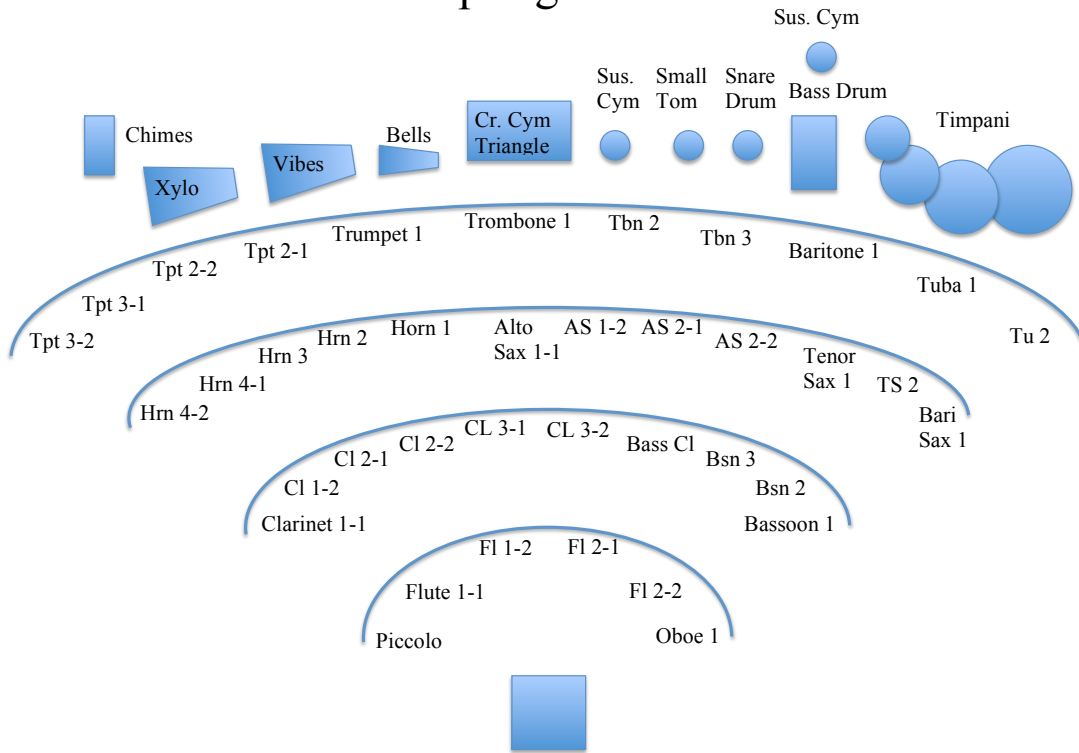 Sus. Cym
Sus.
Cym
Small
Tom
Snare
Drum
Bass Drum
Chimes
Bells
Cr. Cym
Triangle
Timpani
Xylo
Vibes
Tpt 3-2
Tpt 3-1
Tpt 2-2
Tpt 2-1
Trumpet 1
Trombone 1
Tbn 2
Tbn 3
Baritone 1
Tuba 1
Tu 2
Hrn 4-2
Hrn 4-1
Hrn 3
Hrn 2
Horn 1
Alto
Sax 1-1
AS 1-2
AS 2-1
AS 2-2
Tenor
Sax 1
TS 2
Bari
Sax 1
Clarinet 1-1
Cl 1-2
Cl 2-1
Cl 2-2
CL 3-1
CL 3-2
Bass Cl
Bsn 3
Bsn 2
Bassoon 1
Piccolo
Flute 1-1
Fl 1-2
Fl 2-1
Fl 2-2
Oboe 1